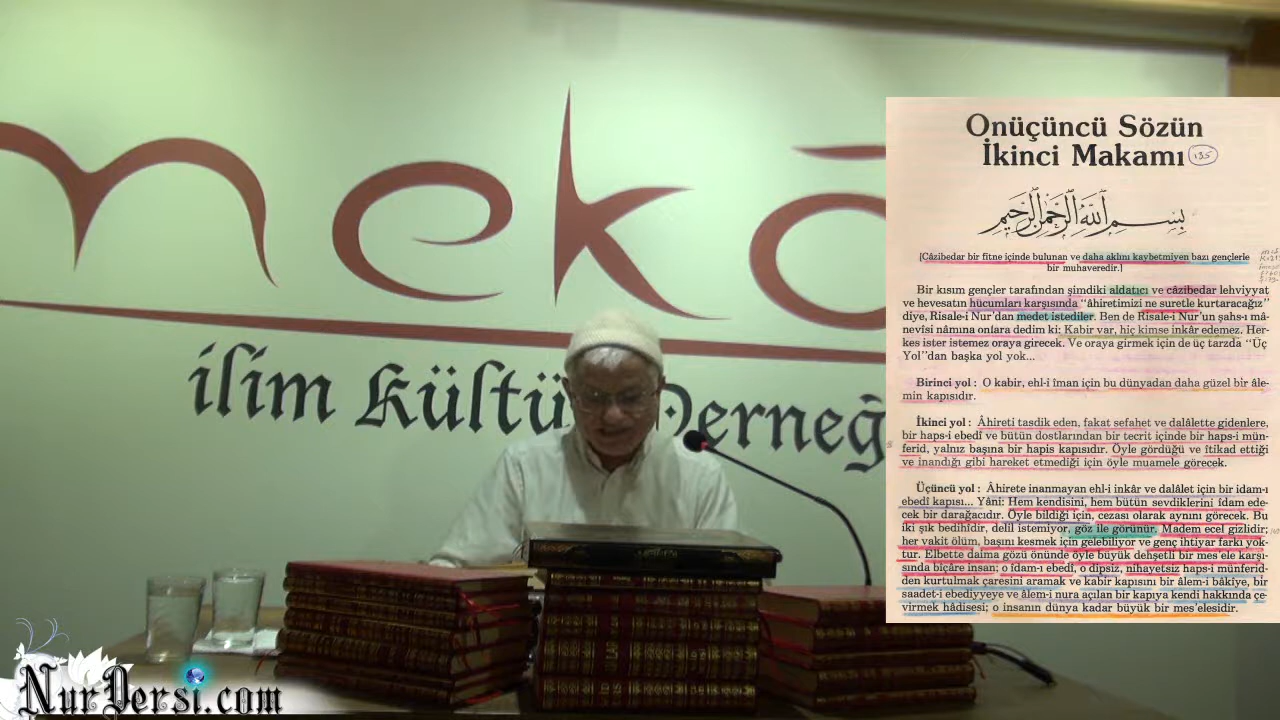 mekâ
ilim Kültü Derneğ
Onüçüncü Sözün
İkinci Makamı 135
بِسْمِ اللَّهِ الرَّحْمٰنِ الرَّحِيمِ
[Câzibedar bir fitne içinde bulunan ve daha aklını kaybetmiyen bazı gençlerle
bir muhaveredir.]
Bir kısım gençler tarafından şimdiki aldatıcı ve câzibedar lehviyyat
ve hevesatın hücumları karşısında “âhiretimizi ne suretle kurtaracağız”
diye, Risale-i Nur’dan medet istediler. Ben de Risale-i Nur’un şahs-ı mâ-
nevîsi nâmına onlara dedim ki: Kabir var, hiç kimse inkâr edemez. Her-
kes ister istemez oraya girecek. Ve oraya girmek için de üç tarzda “Üç
Yol”dan başka yol yok...
Birinci yol : O kabir, ehl-i îman için bu dünyadan daha güzel bir âle-
min kapısıdır.
İkinci yol : Âhireti tasdik eden, fakat sefahet ve dalâlette gidenlere,
bir haps-i ebedî ve bütün dostlarından bir tecrit içinde bir haps-i mün-
ferid, yalnız başına bir hapis kapısıdır. Öyle gördüğü ve itikad ettiği
ve inandığı gibi hareket etmediği için öyle muamele görecek.
Üçüncü yol : Âhirete inanmayan ehl-i inkâr ve dalâlet için bir idam-ı
ebedî kapısı... Yâni: Hem kendisini, hem bütün sevdiklerini îdam ede-
cek bir darağacıdır. Öyle bildiği için, cezası olarak aynını görecek. Bu
iki şık bedihîdir, delil istemiyor, göz ile görünür. Madem ecel gizlidir;
her vakit ölüm, başını kesmek için gelebiliyor ve genç ihtiyar farkı yok-
tur. Elbette daima gözü önünde öyle büyük dehşetli bir mes’ele karşı-
sında bîçâre insan; o îdam-ı ebedî, o dipsiz, nihayetsiz haps-i münferid-
den kurtulmak çaresini aramak ve kabir kapısını bir âlem-i bâkîye, bir
saadet-i ebediyyeye ve âlem-i nura açılan bir kapıya kendi hakkında çe-
virmek hâdisesi; o insanın dünya kadar büyük bir mes’elesidir.
NurDersi.com